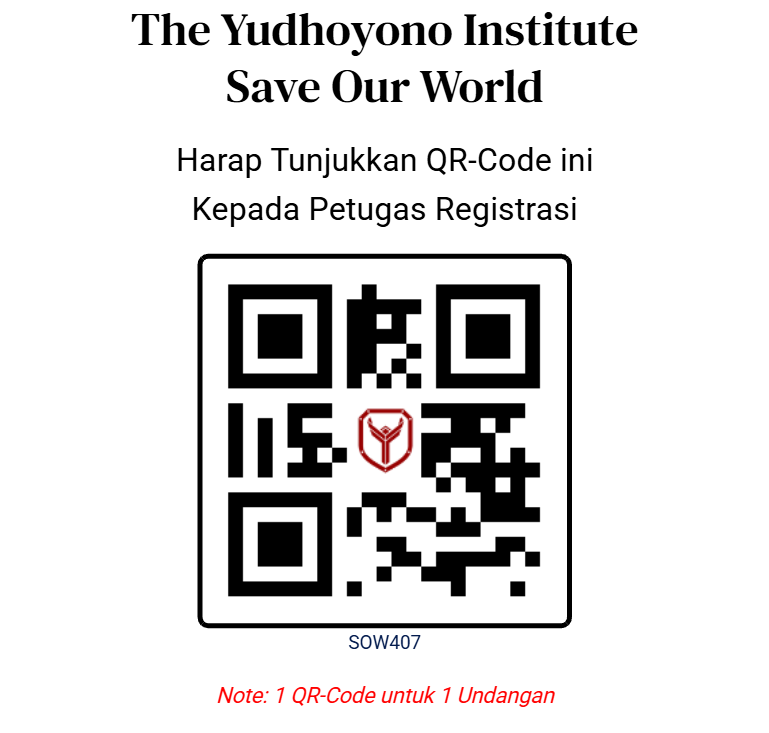 The Yudhoyono Institute
Save Our World
Harap Tunjukkan QR-Code ini
Kepada Petugas Registrasi
SOW407
Note: 1 QR-Code untuk 1 Undangan